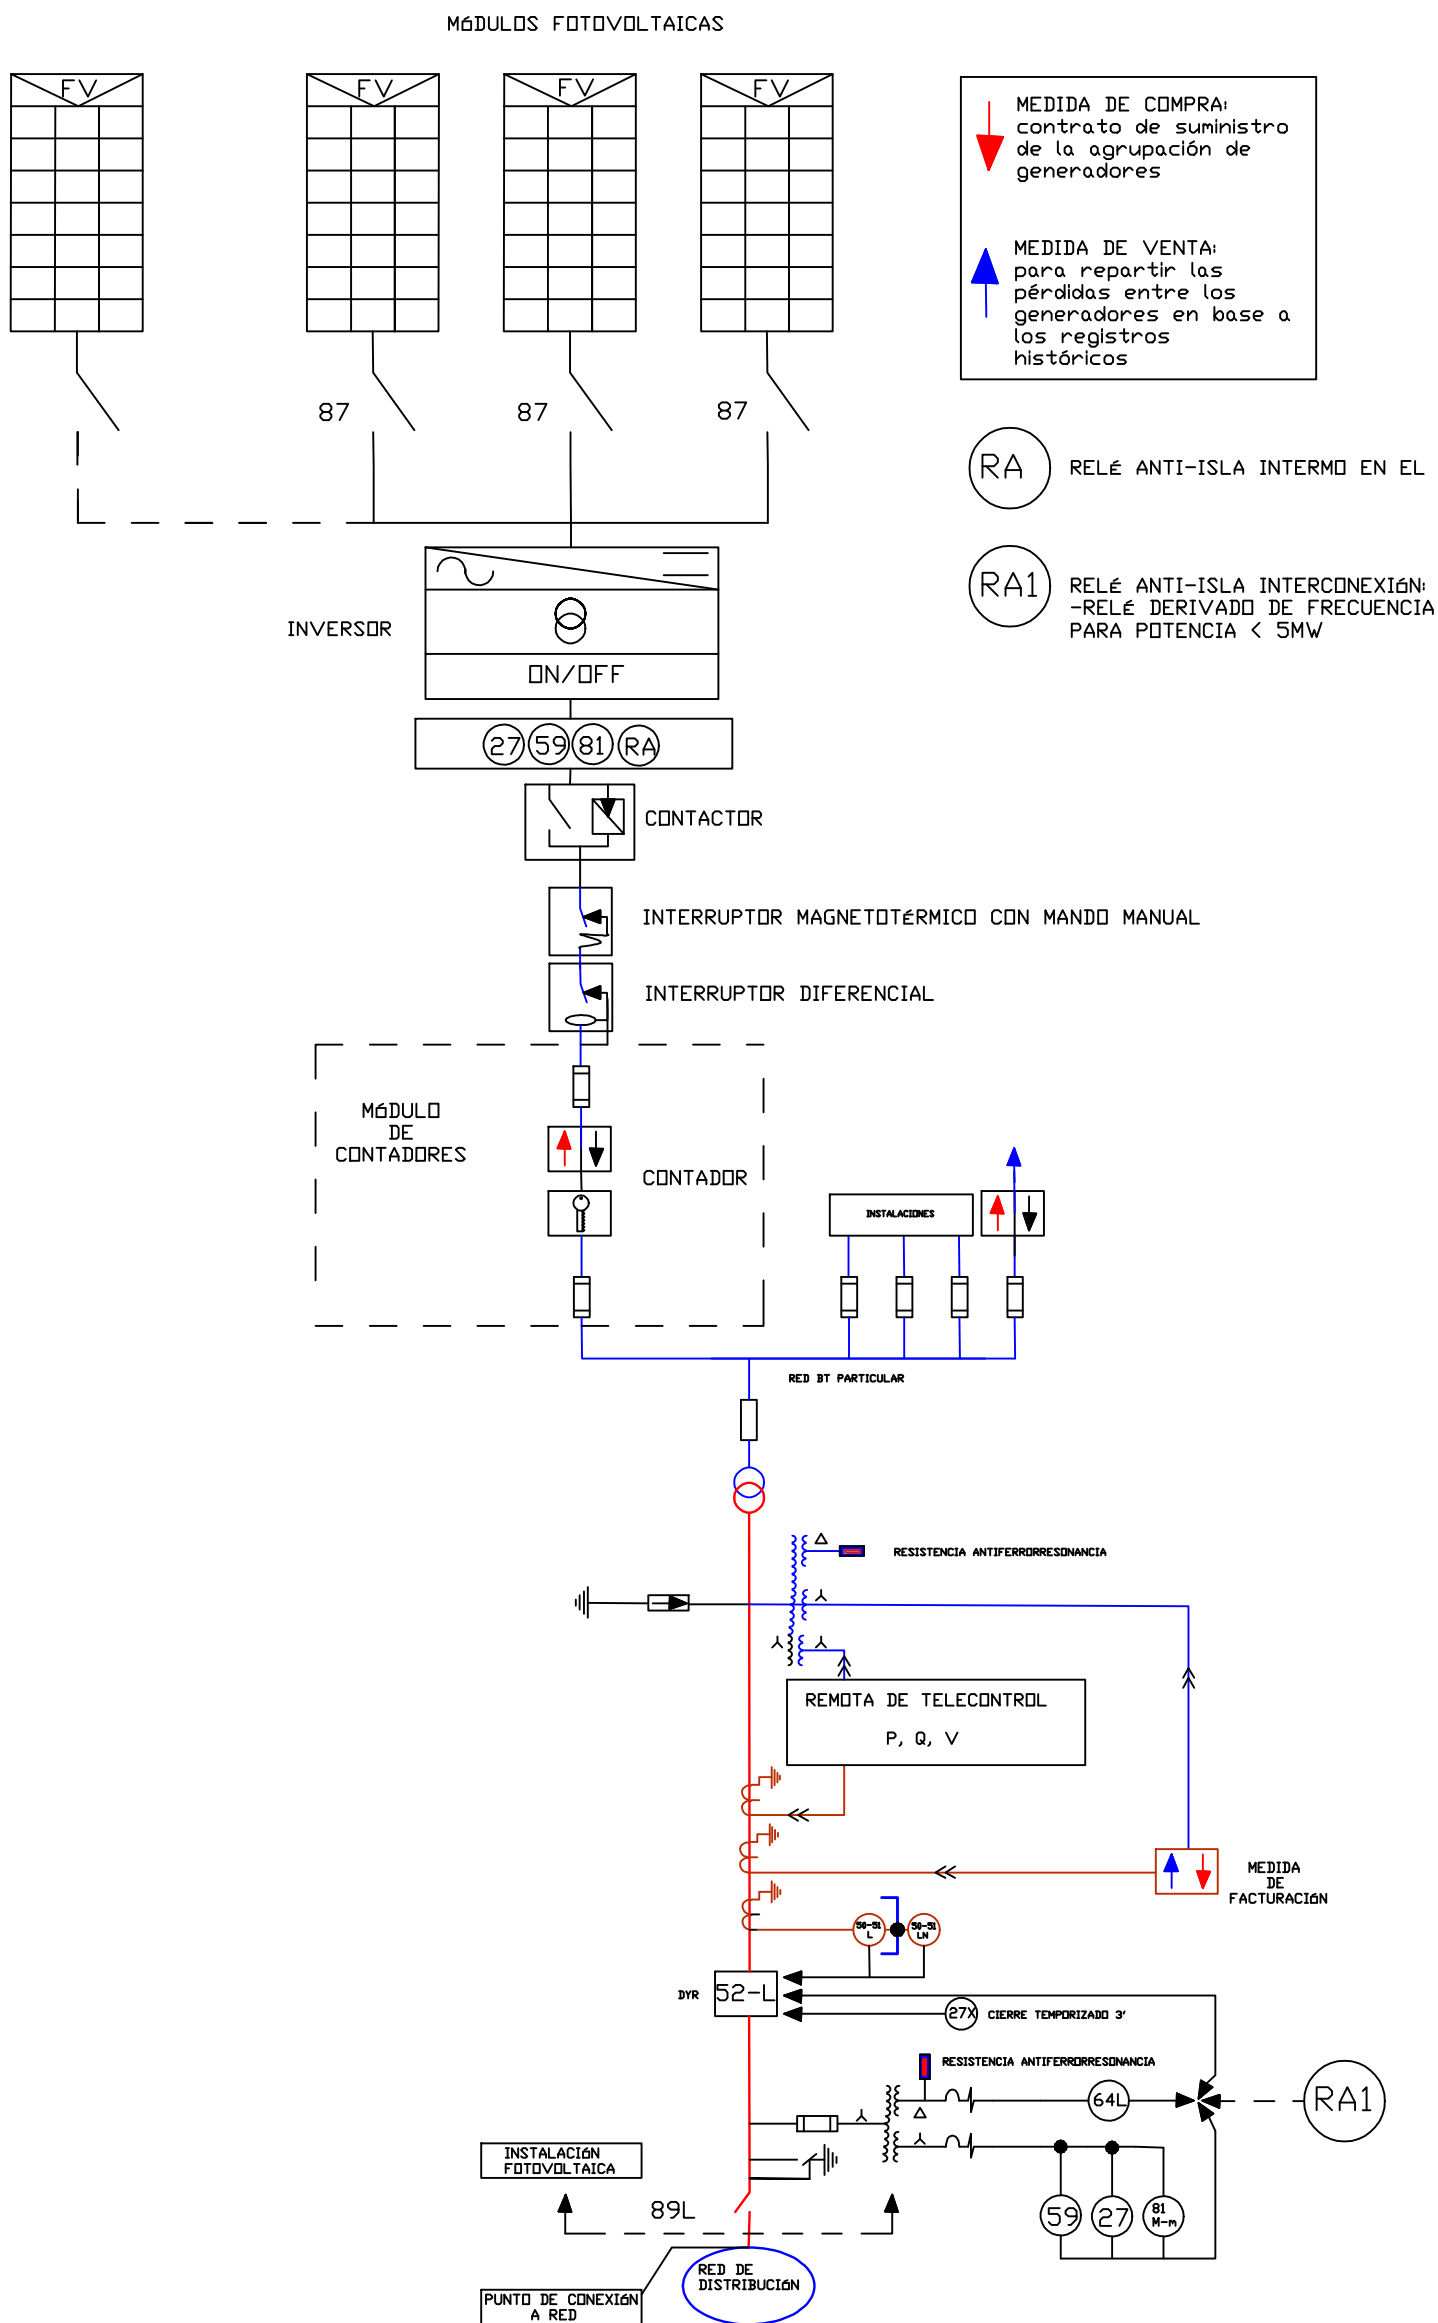 MóDULOS FOTOVOLTAICAS
FV
FV
FV
FV
MEDIDA DE COMPRA:
contrato de suministro
de la agrupación de
generadores
MEDIDA DE VENTA:
para repartir las
pérdidas entre los
generadores en base a
los registros
históricos
87
87
87
RA
RELé ANTI-ISLA INTERMO EN EL
RA1
RELé ANTI-ISLA INTERCONEXIóN:
-RELé DERIVADO DE FRECUENCIA
PARA POTENCIA < 5MW
INVERSOR
ON/OFF
27
59
81
RA
CONTACTOR
INTERRUPTOR MAGNETOTéRMICO CON MANDO MANUAL
INTERRUPTOR DIFERENCIAL
MóDULO
DE
CONTADORES
CONTADOR
INSTALACIONES
RED BT PARTICULAR
RESISTENCIA ANTIFERRORRESONANCIA
REMOTA DE TELECONTROL
P, Q, V
MEDIDA
DE
FACTURACIóN
50-51
L
50-51
LN
DYR
52-L
27X
CIERRE TEMPORIZADO 3'
RESISTENCIA ANTIFERRORRESONANCIA
64L
RA1
INSTALACIóN
FOTOVOLTAICA
89L
59
27
81
M-m
RED DE
DISTRIBUCIóN
PUNTO DE CONEXIóN
A RED